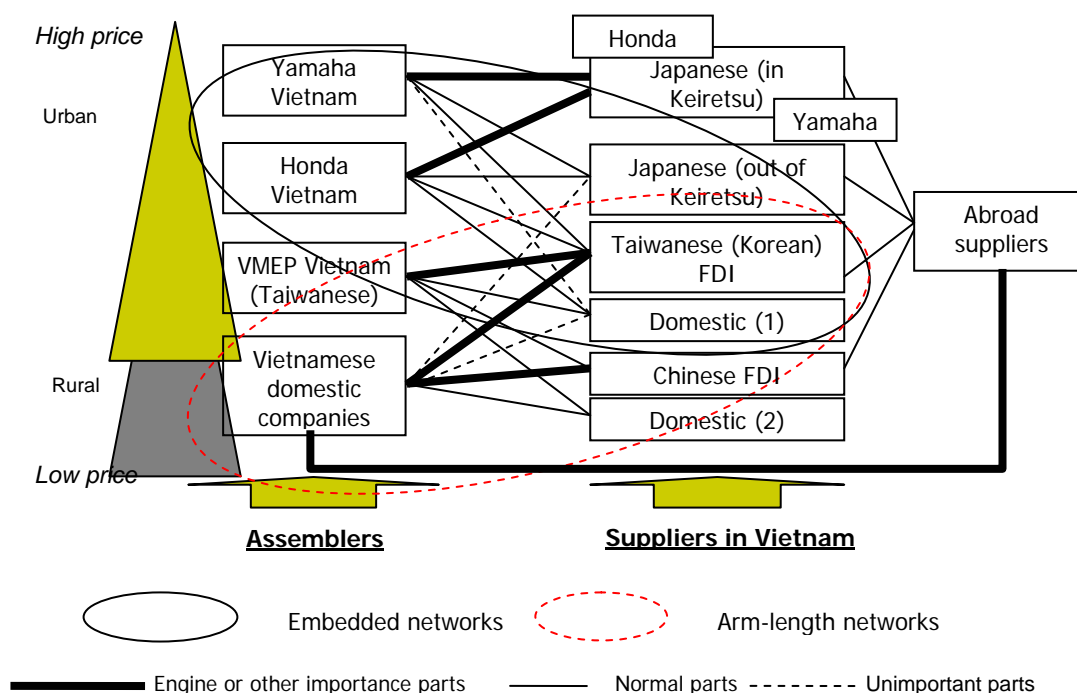 High price
Urban
Rural
Low price
Yamaha
Vietnam
Honda
Vietnam
VMEP Vietnam
(Taiwanese)
Vietnamese
domestic
companies
Honda
Japanese (in
Keiretsu)
Yamaha
Japanese (out of
Keiretsu)
Taiwanese (Korean)
FDI
Domestic (1)
Chinese FDI
Domestic (2)
Abroad
suppliers
Assemblers
Suppliers in Vietnam
Embedded networks
Arm-length networks
Engine or other importance parts
Normal parts
Unimportant parts